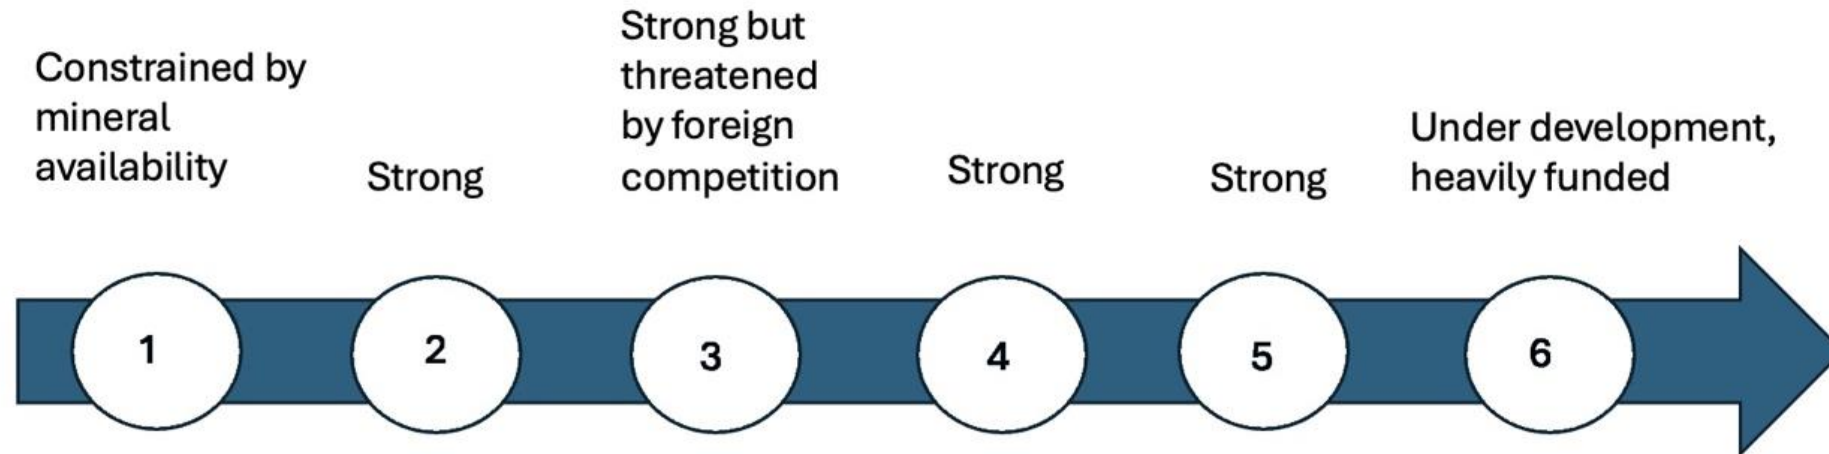 Constrained by
mineral
availability
Strong
Strong but
threatened
by foreign
competition
Strong
Strong
Under development,
heavily funded
1
2
3
4
5
6